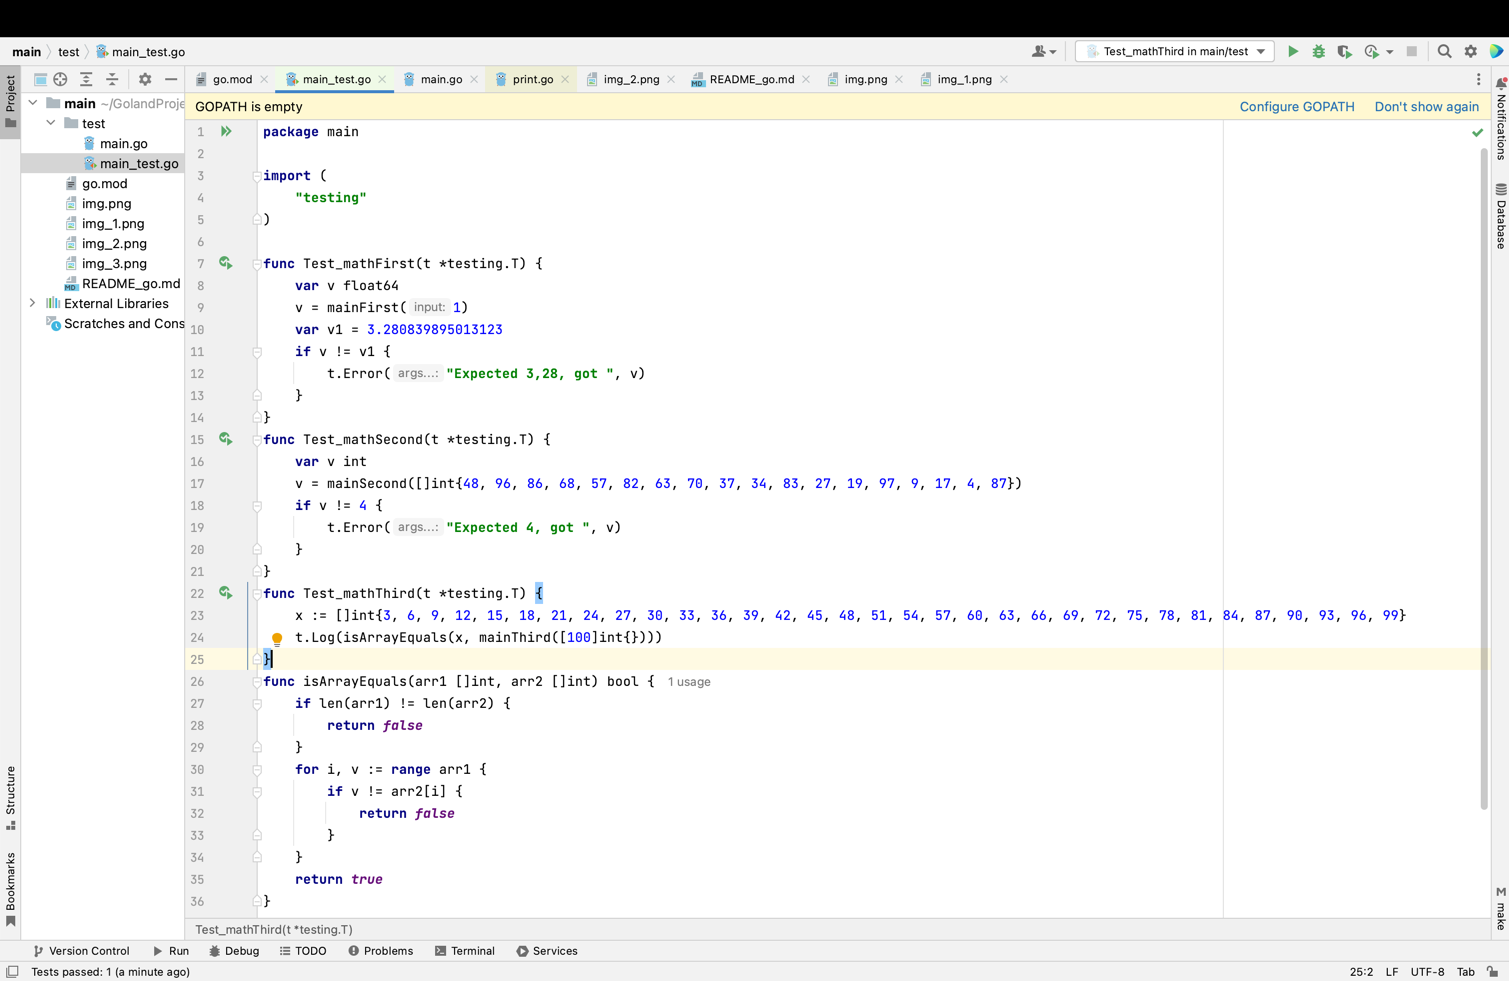 main test main_test.go
Test_mathThird in main/test
go.mod main_test.go main.go print.go img_2.png README_go.md img.png img_1.png
Project
main ~/GolandProje
test
main.go
main_test.go
go.mod
img.png
img_1.png
img_2.png
img_3.png
README_go.md
External Libraries
Scratches and Cons
Structure
Bookmarks
GOPATH is empty Configure GOPATH Don't show again
1 package main
2
3 import (
4 "testing"
5 )
6
7 func Test_mathFirst(t *testing.T) {
8 var v float64
9 v = mainFirst( input: 1)
10 var v1 = 3.280839895013123
11 if v != v1 {
12 t.Error( args...: "Expected 3,28, got ", v)
13 }
14 }
15 func Test_mathSecond(t *testing.T) {
16 var v int
17 v = mainSecond([]int{48, 96, 86, 68, 57, 82, 63, 70, 37, 34, 83, 27, 19, 97, 9, 17, 4, 87})
18 if v != 4 {
19 t.Error( args...: "Expected 4, got ", v)
20 }
21 }
22 func Test_mathThird(t *testing.T) {
23 x := []int{3, 6, 9, 12, 15, 18, 21, 24, 27, 30, 33, 36, 39, 42, 45, 48, 51, 54, 57, 60, 63, 66, 69, 72, 75, 78, 81, 84, 87, 90, 93, 96, 99}
24 t.Log(isArrayEquals(x, mainThird([100]int{})))
25 }
26 func isArrayEquals(arr1 []int, arr2 []int) bool { 1 usage
27 if len(arr1) != len(arr2) {
28 return false
29 }
30 for i, v := range arr1 {
31 if v != arr2[i] {
32 return false
33 }
34 }
35 return true
36 }
Test_mathThird(t *testing.T)
Notifications
Database
M make
Version Control Run Debug TODO Problems Terminal Services
Tests passed: 1 (a minute ago) 25:2 LF UTF-8 Tab